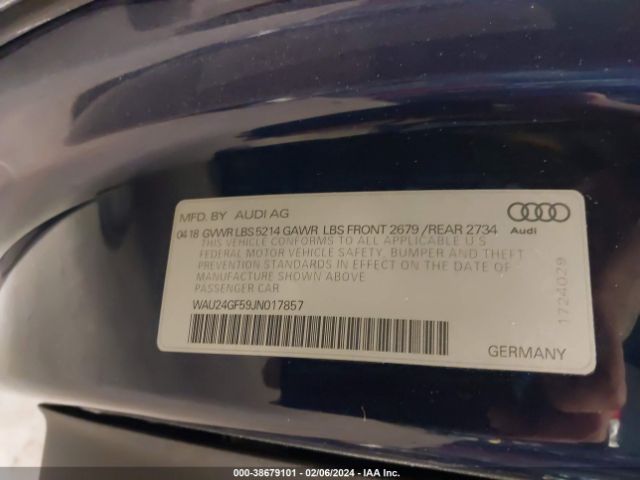 MFD. BY AUDI AG
Audi
04 18 GVWR LBS 5214 GAWR LBS FRONT 2679 /REAR 2734
THIS VEHICLE CONFORMS TO ALL APPLICABLE U S
FEDERAL MOTOR VEHICLE SAFETY, BUMPER AND THEFT
PREVENTION STANDARDS IN EFFECT ON THE DATE OF
MANUFACTURE SHOWN ABOVE
PASSENGER CAR
WAU24GF59JN017857
1724029
GERMANY
000-38679101 - 02/06/2024 - IAA Inc.